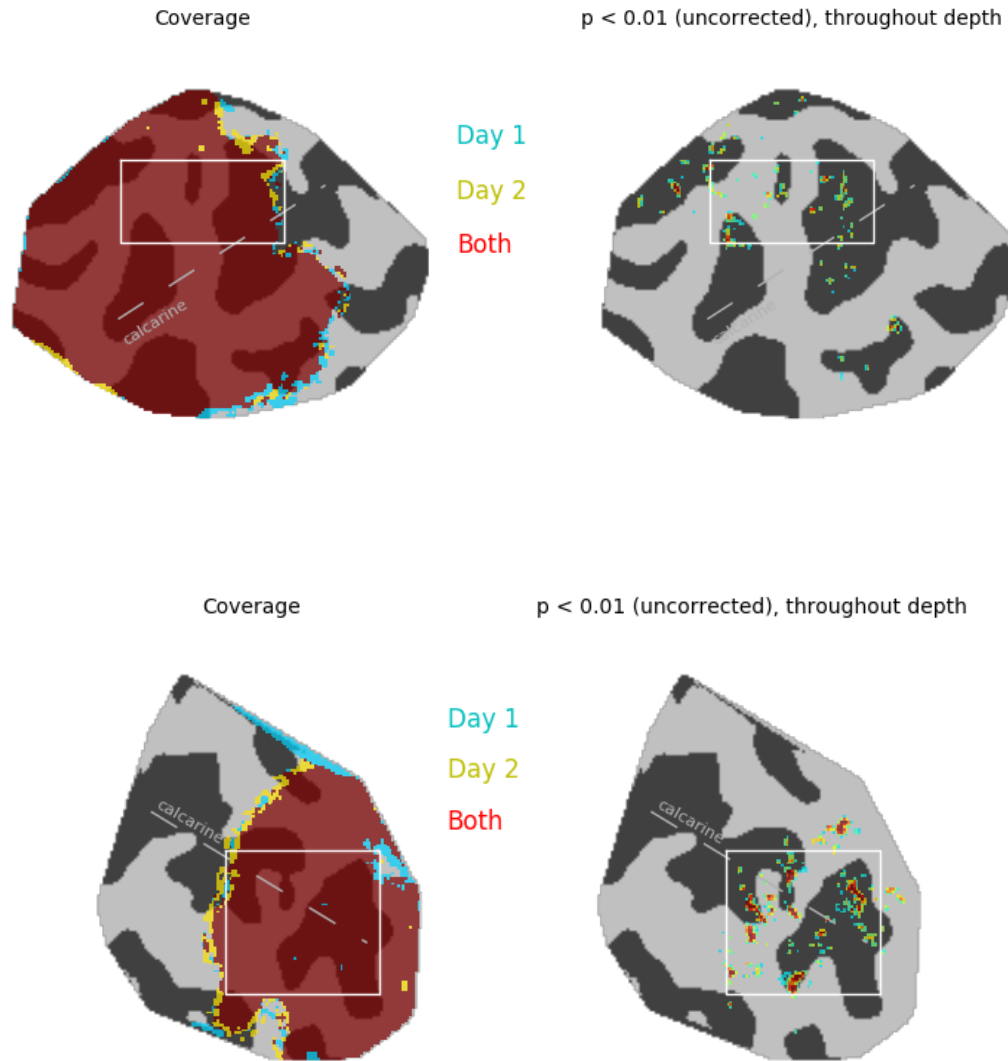 Coverage
p < 0.01 (uncorrected), throughout depth
Day 1
Day 2
Both
calcarine
calcarine
Coverage
p < 0.01 (uncorrected), throughout depth
Day 1
Day 2
Both
calcarine
calcarine